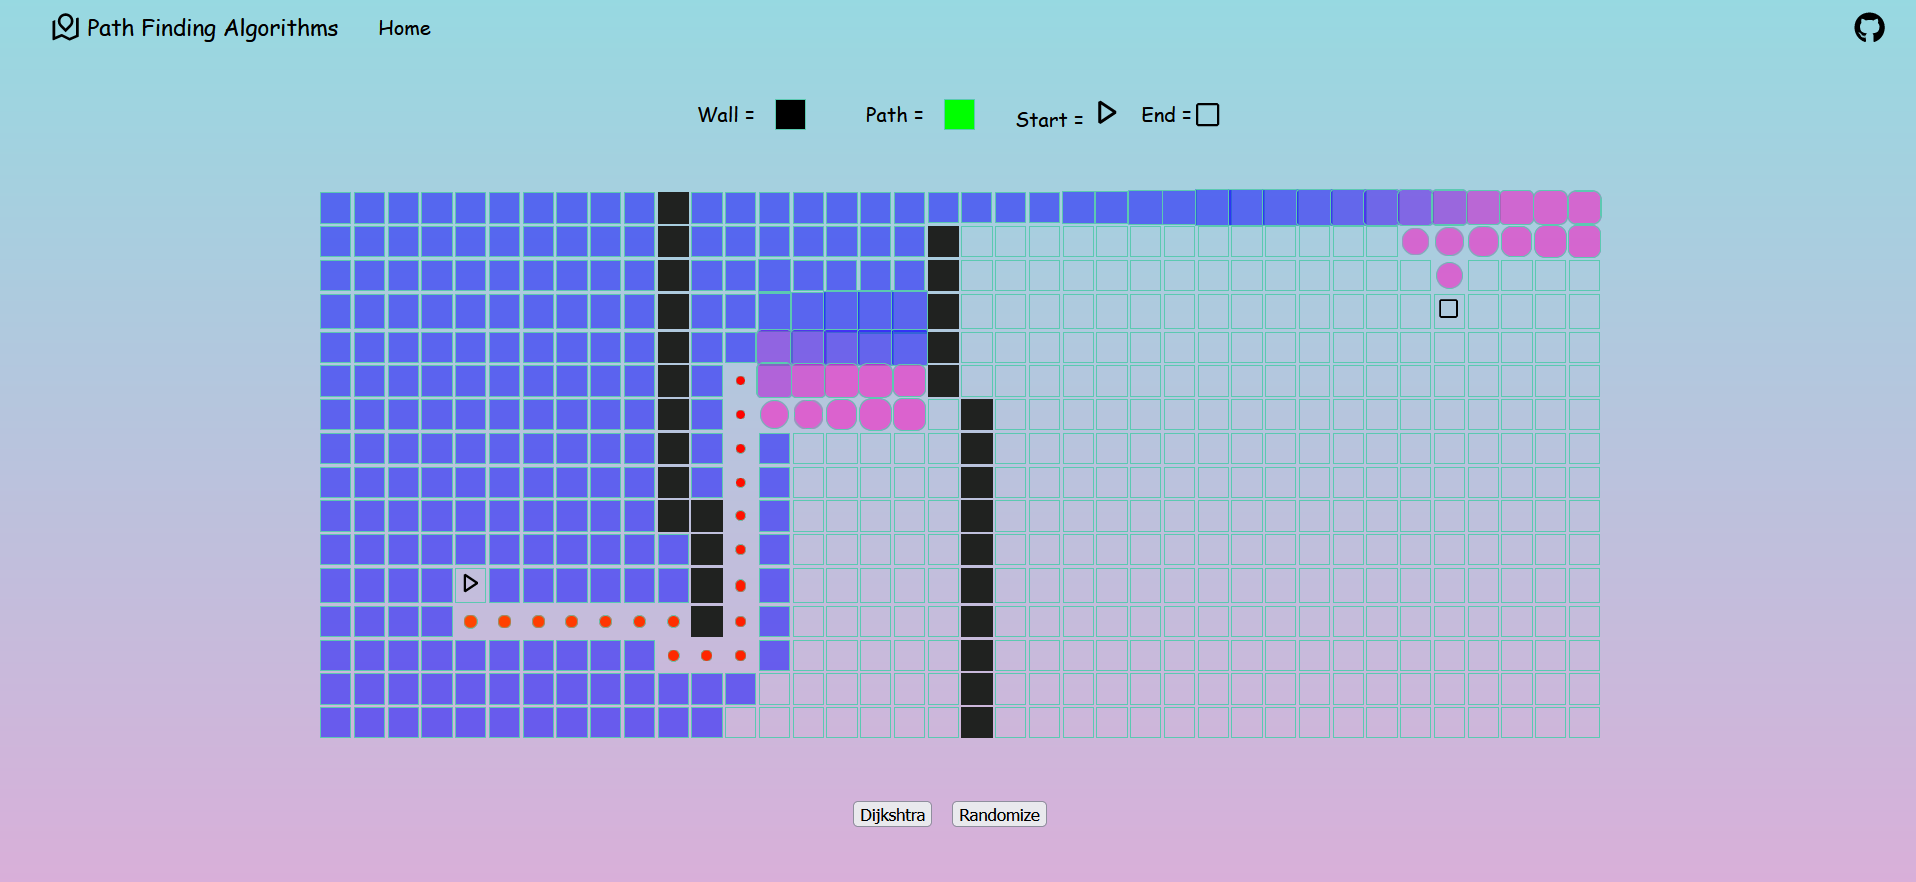 Path Finding Algorithms Home
Wall = Path = Start = End =
Dijkshtra Randomize